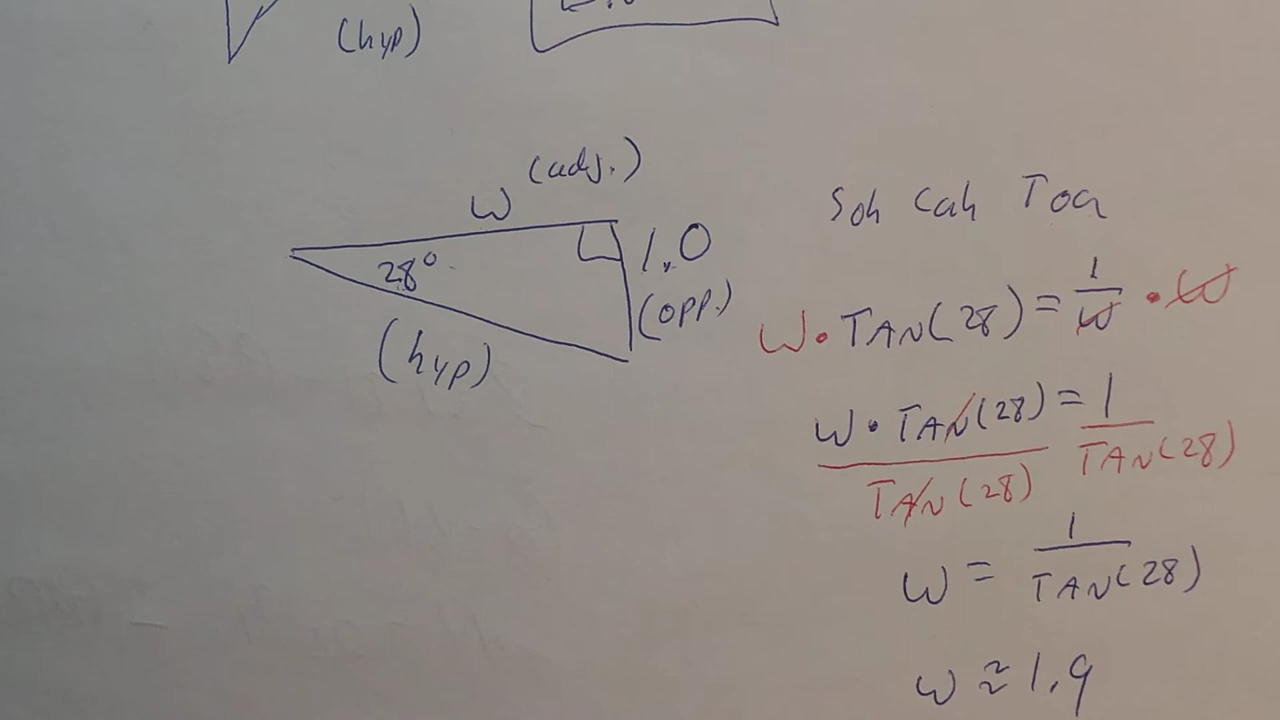 (hyp)
w (adj.)
28°
1.0
(opp.)
(hyp)
Soh Cah Toa
w • TAN(28) = 1/w • w
w • TAN(28)/TAN(28) = 1/TAN(28)
w = 1/TAN(28)
w ≈ 1.9